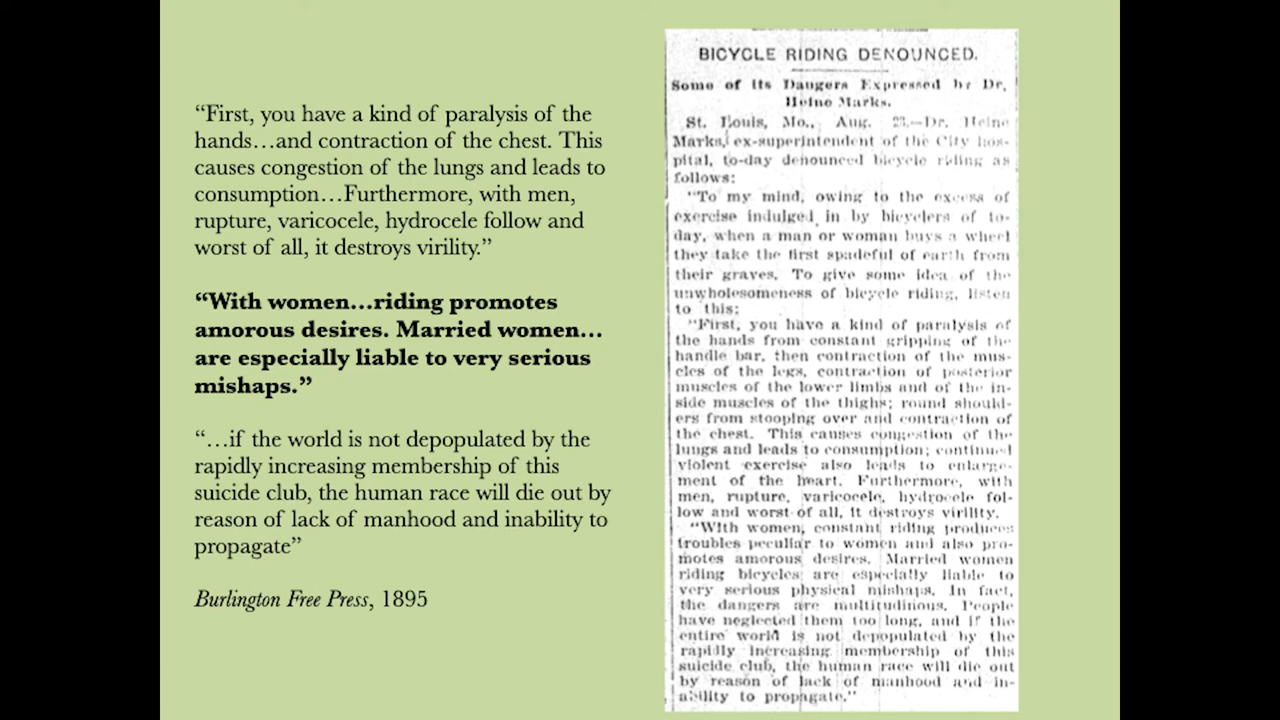 “First, you have a kind of paralysis of the
hands…and contraction of the chest. This
causes congestion of the lungs and leads to
consumption…Furthermore, with men,
rupture, varicocele, hydrocele follow and
worst of all, it destroys virility.”
“With women…riding promotes
amorous desires. Married women…
are especially liable to very serious
mishaps.”
“…if the world is not depopulated by the
rapidly increasing membership of this
suicide club, the human race will die out by
reason of lack of manhood and inability to
propagate”
Burlington Free Press, 1895
BICYCLE RIDING DENOUNCED.
Some of Its Dangers Expressed by Dr.
Heine Marks.
St. Louis, Mo., Aug. 23.—Dr. Heine
Marks, ex-superintendent of the City hos-
pital, to-day denounced bicycle riding as
follows:
"To my mind, owing to the excess of
exercise indulged in by bicyclers of to-
day, when a man or woman buys a wheel
they take the first spadeful of earth from
their graves. To give some idea of the
unwholesomeness of bicycle riding, listen
to this:
"First, you have a kind of paralysis of
the hands from constant gripping of the
handle bar, then contraction of the mus-
cles of the legs, contraction of posterior
muscles of the lower limbs and of the in-
side muscles of the thighs; round should-
ers from stooping over and contraction of
the chest. This causes congestion of the
lungs and leads to consumption; continued
violent exercise also leads to enlarge-
ment of the heart. Furthermore, with
men, rupture, varicocele, hydrocele fol-
low and worst of all, it destroys virility.
"With women, constant riding produces
troubles peculiar to women and also pro-
motes amorous desires. Married women
riding bicycles are especially liable to
very serious physical mishaps. In fact,
the dangers are multitudinous. People
have neglected them too long, and if the
entire world is not depopulated by the
rapidly increasing membership of this
suicide club, the human race will die out
by reason of lack of manhood and in-
ability to propagate."